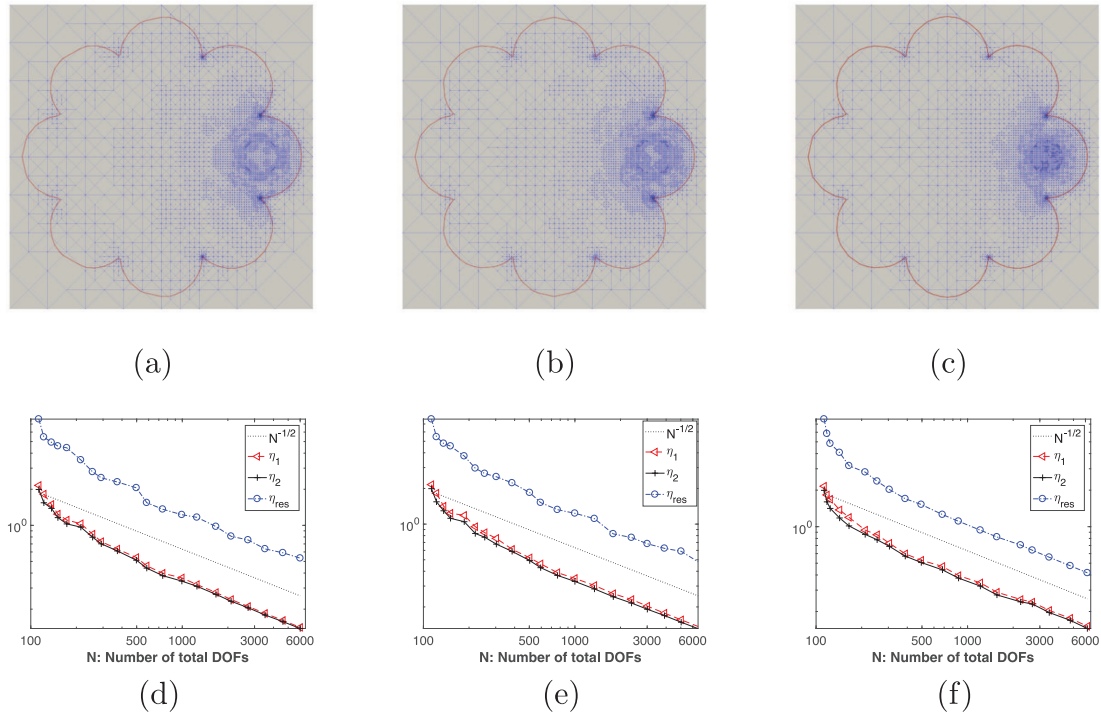 (a)
(b)
(c)
N^{-1/2}
η_1
η_2
η_res
10^0
100
500
1000
3000
6000
N: Number of total DOFs
(d)
N^{-1/2}
η_1
η_2
η_res
10^0
100
500
1000
3000
6000
N: Number of total DOFs
(e)
N^{-1/2}
η_1
η_2
η_res
10^0
100
500
1000
3000
6000
N: Number of total DOFs
(f)